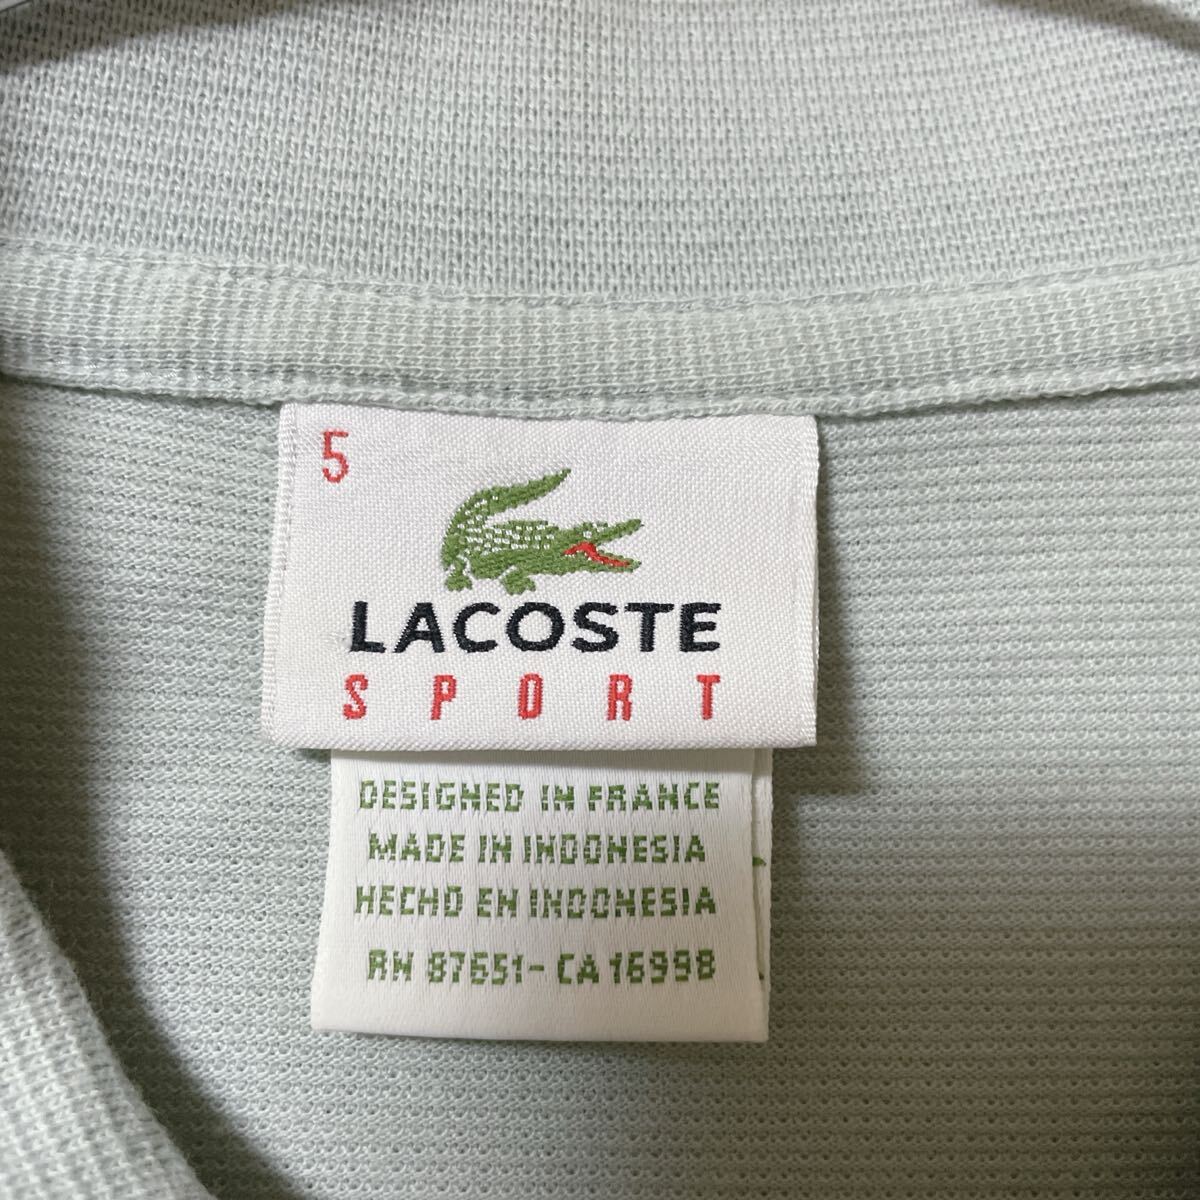 5
LACOSTE
SPORT
DESIGNED IN FRANCE
MADE IN INDONESIA
HECHO EN INDONESIA
RN 87651 - CA 16998